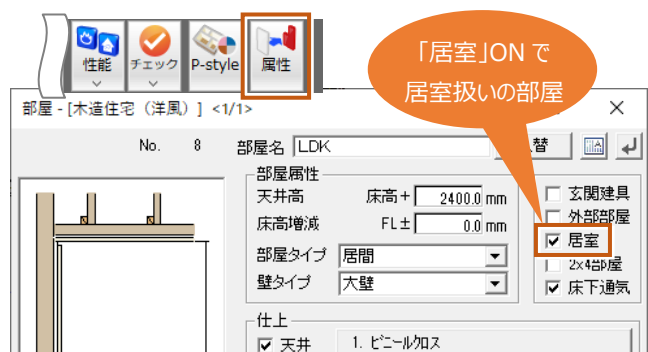 性能
チェック
P-style
属性
「居室」ONで
居室扱いの部屋
部屋 - [木造住宅（洋風）] <1/1>
No. 8
部屋名 LDK
替
部屋属性
天井高 床高+ 2400.0 mm
床高増減 FL± 0.0 mm
部屋タイプ 居間
壁タイプ 大壁
玄関建具
外部部屋
居室
2x4部屋
床下通気
仕上
天井 1. ビニールクロス